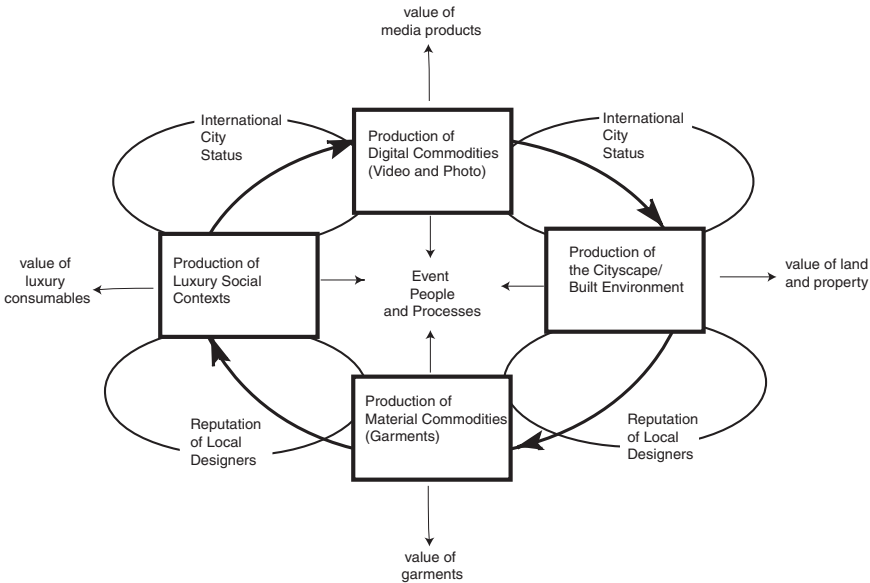 value of
media products
International
City
Status
Production of
Digital Commodities
(Video and Photo)
International
City
Status
value of
luxury
consumables
Production of
Luxury Social
Contexts
Event
People
and Processes
Production of
the Cityscape/
Built Environment
value of land
and property
Reputation
of Local
Designers
Production of
Material Commodities
(Garments)
Reputation
of Local
Designers
value of
garments